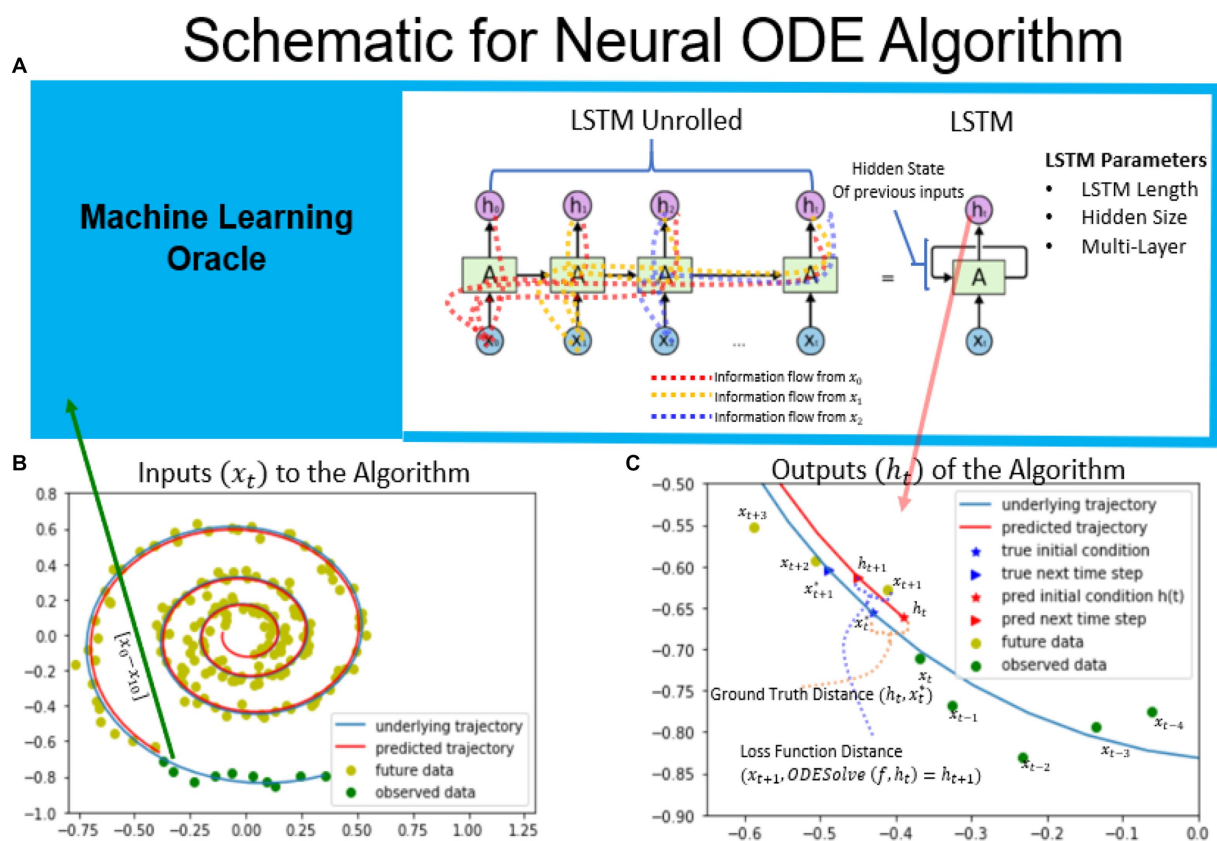 Schematic for Neural ODE Algorithm
A
LSTM Unrolled
LSTM
Machine Learning
Oracle
Hidden State
Of previous inputs
LSTM Parameters
• LSTM Length
• Hidden Size
• Multi-Layer
h₀ h₁ h₂ hₜ hₜ
A A A A = A
x₀ x₁ x₂ ... xₜ xₜ
Information flow from x₀
Information flow from x₁
Information flow from x₂
B
Inputs (xₜ) to the Algorithm
0.8
0.6
0.4
0.2
0.0
−0.2
−0.4
−0.6
−0.8
−1.0
[x₀−x₁₀]
underlying trajectory
predicted trajectory
future data
observed data
−0.75 −0.50 −0.25 0.00 0.25 0.50 0.75 1.00 1.25
C
Outputs (hₜ) of the Algorithm
−0.50
−0.55
−0.60
−0.65
−0.70
−0.75
−0.80
−0.85
−0.90
underlying trajectory
predicted trajectory
true initial condition
true next time step
pred initial condition h(t)
pred next time step
future data
observed data
xₜ₊₃
xₜ₊₂
hₜ₊₁
x*ₜ₊₁
xₜ₊₁
hₜ
x*ₜ
xₜ
Ground Truth Distance (hₜ, x*ₜ)
xₜ₋₁
xₜ₋₄
xₜ₋₃
xₜ₋₂
Loss Function Distance
(xₜ₊₁, ODESolve (f, hₜ) = hₜ₊₁)
−0.6 −0.5 −0.4 −0.3 −0.2 −0.1 0.0